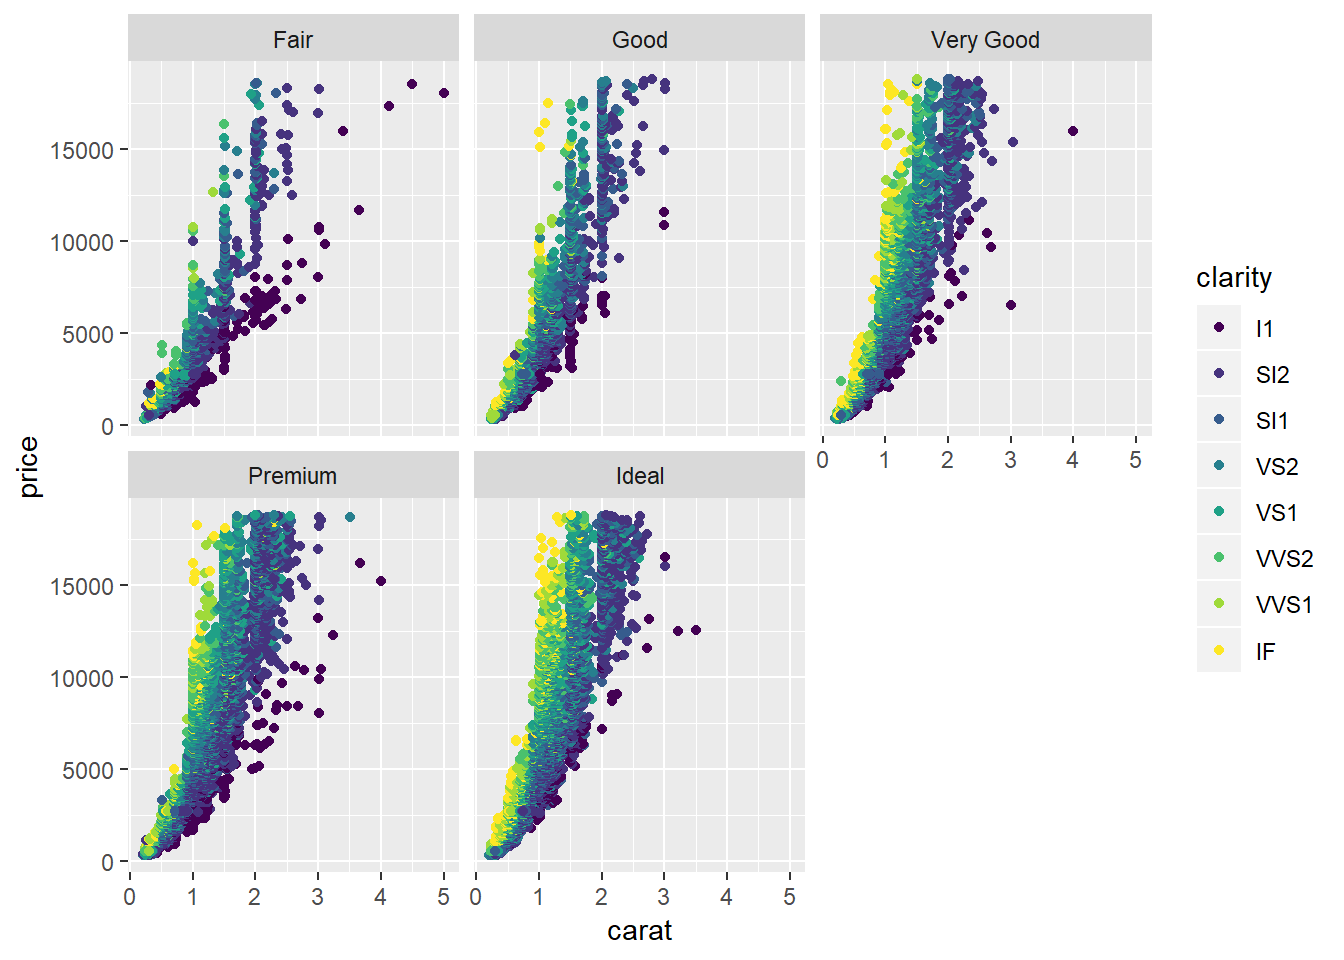 Fair
Good
Very Good
15000
10000
5000
0
0 1 2 3 4 5
Premium
Ideal
15000
10000
5000
0
0 1 2 3 4 5
0 1 2 3 4 5
carat
price
clarity
I1
SI2
SI1
VS2
VS1
VVS2
VVS1
IF